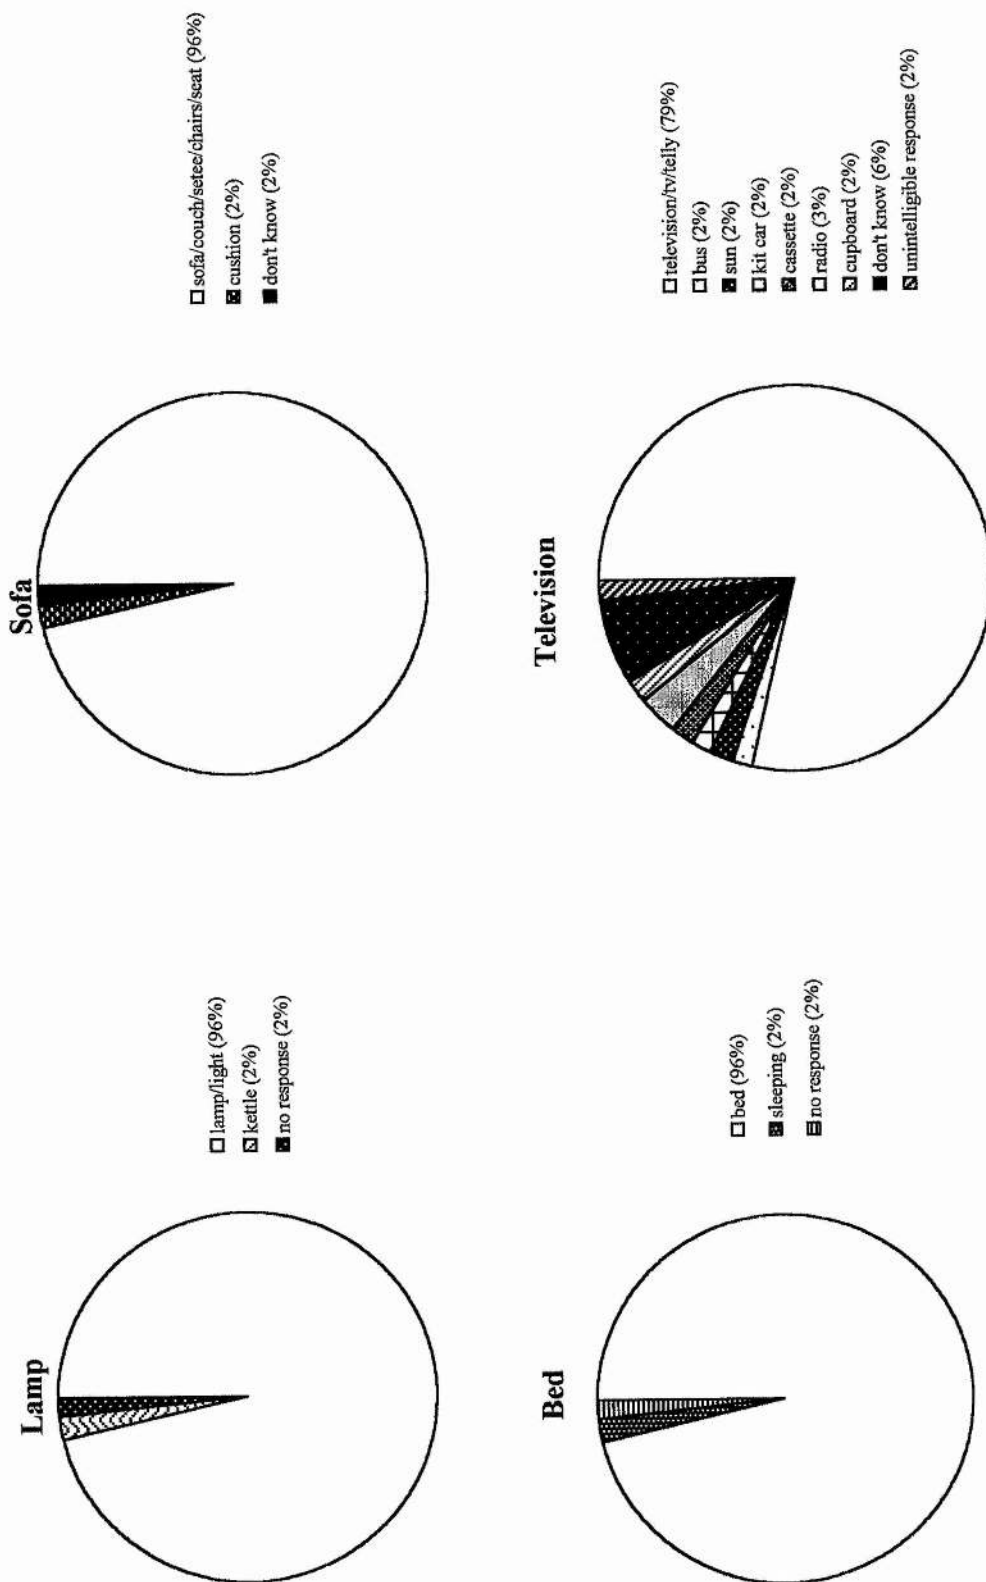 Lamp
□ lamp/light (96%)
kettle (2%)
■ no response (2%)
Sofa
□ sofa/couch/setee/chairs/seat (96%)
cushion (2%)
■ don't know (2%)
Bed
□ bed (96%)
sleeping (2%)
no response (2%)
Television
□ television/tv/telly (79%)
□ bus (2%)
sun (2%)
□ kit car (2%)
cassette (2%)
□ radio (3%)
cupboard (2%)
■ don't know (6%)
unintelligible response (2%)